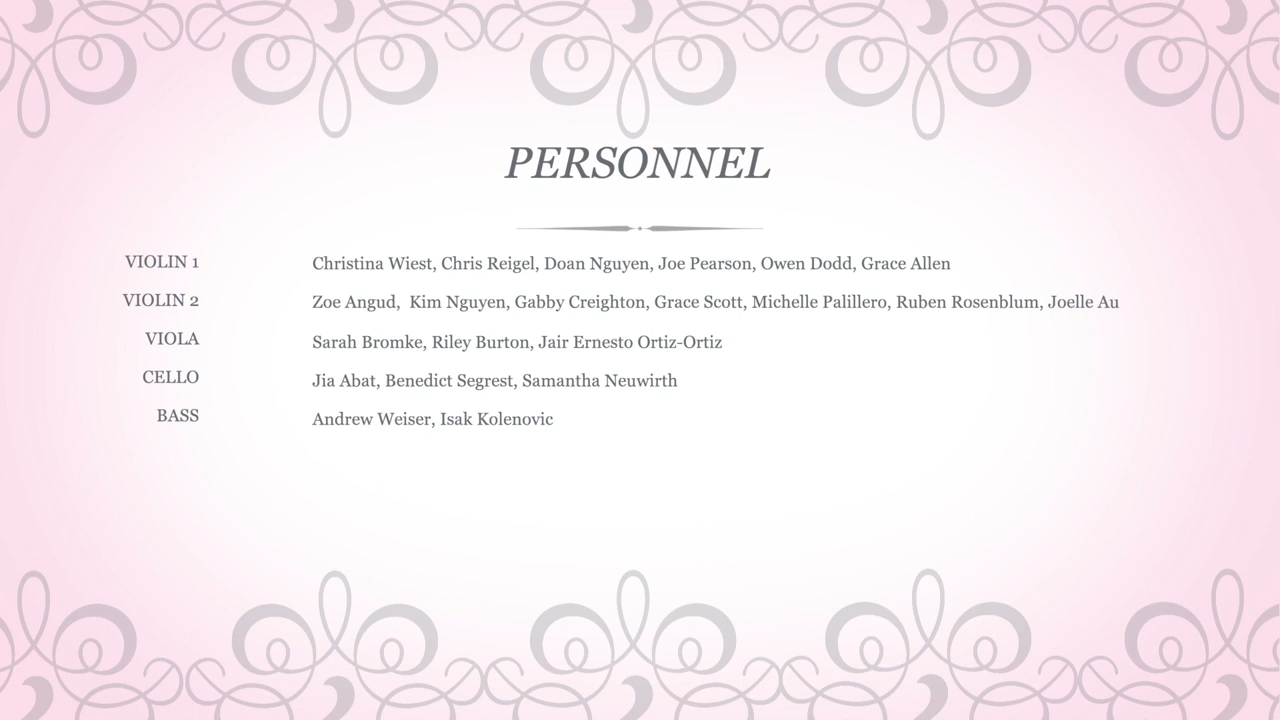 PERSONNEL
VIOLIN 1 Christina Wiest, Chris Reigel, Doan Nguyen, Joe Pearson, Owen Dodd, Grace Allen
VIOLIN 2 Zoe Angud,  Kim Nguyen, Gabby Creighton, Grace Scott, Michelle Palillero, Ruben Rosenblum, Joelle Au
VIOLA Sarah Bromke, Riley Burton, Jair Ernesto Ortiz-Ortiz
CELLO Jia Abat, Benedict Segrest, Samantha Neuwirth
BASS Andrew Weiser, Isak Kolenovic